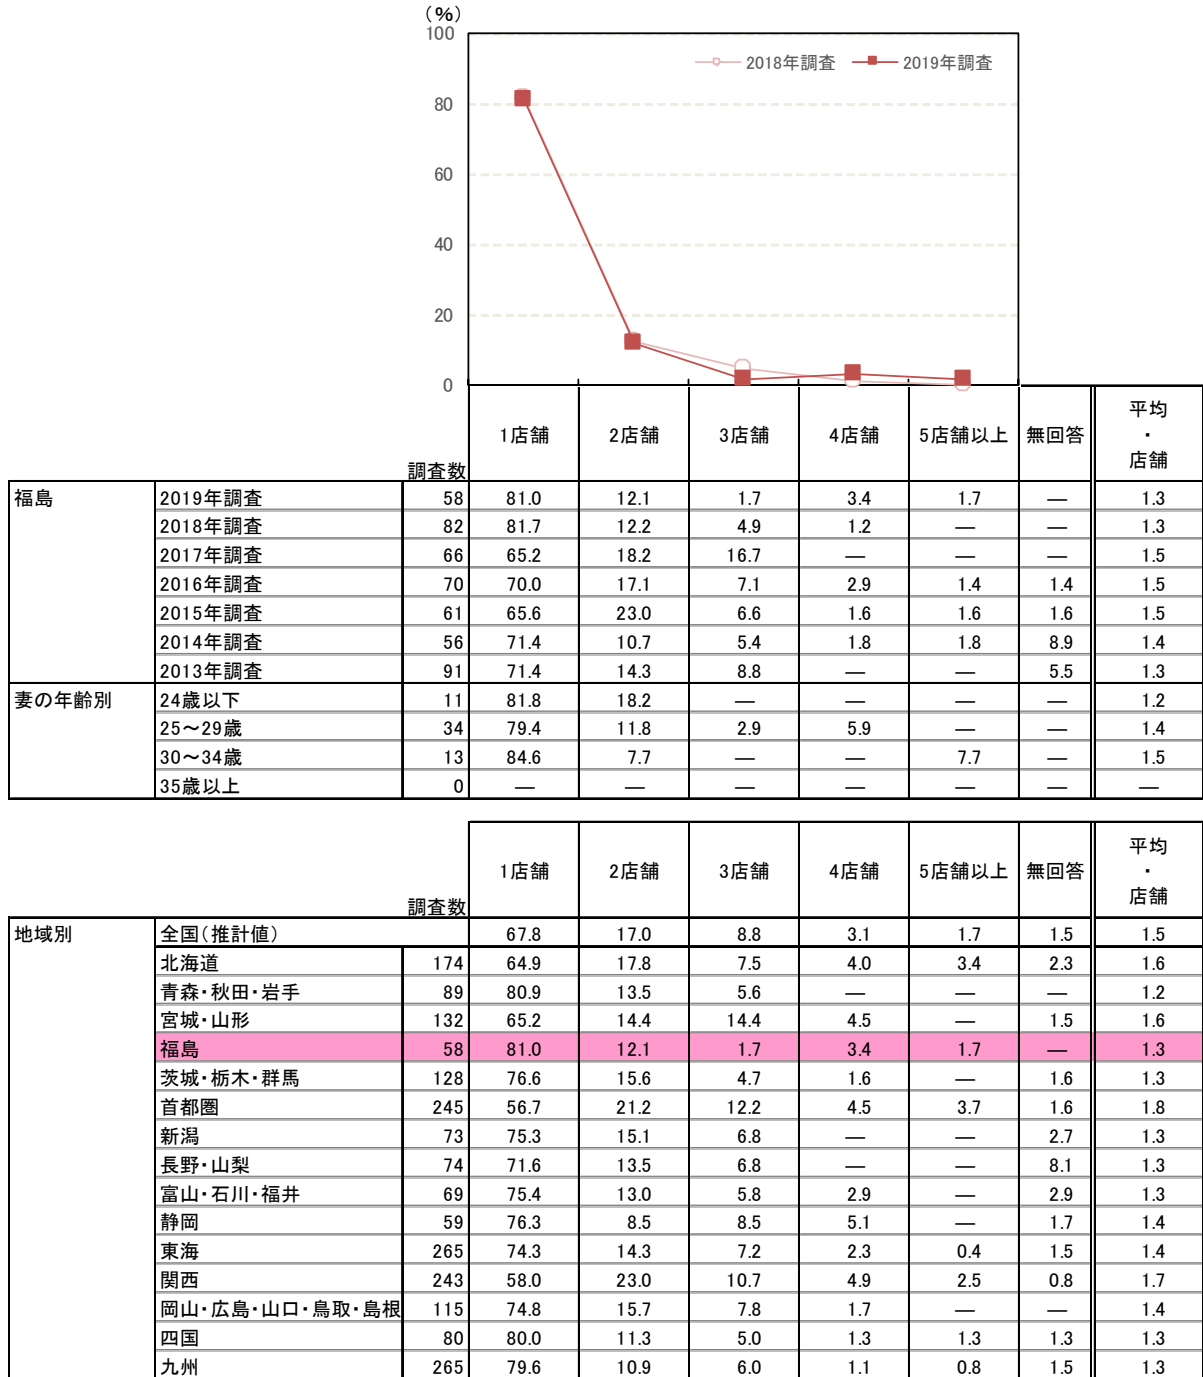 （%）
100
80
60
40
20
0
2018年調査 2019年調査
調査数 1店舗 2店舗 3店舗 4店舗 5店舗以上 無回答 平均・店舗
福島 2019年調査 58 81.0 12.1 1.7 3.4 1.7 ― 1.3
2018年調査 82 81.7 12.2 4.9 1.2 ― ― 1.3
2017年調査 66 65.2 18.2 16.7 ― ― ― 1.5
2016年調査 70 70.0 17.1 7.1 2.9 1.4 1.4 1.5
2015年調査 61 65.6 23.0 6.6 1.6 1.6 1.6 1.5
2014年調査 56 71.4 10.7 5.4 1.8 1.8 8.9 1.4
2013年調査 91 71.4 14.3 8.8 ― ― 5.5 1.3
妻の年齢別 24歳以下 11 81.8 18.2 ― ― ― ― 1.2
25～29歳 34 79.4 11.8 2.9 5.9 ― ― 1.4
30～34歳 13 84.6 7.7 ― ― 7.7 ― 1.5
35歳以上 0 ― ― ― ― ― ― ―
調査数 1店舗 2店舗 3店舗 4店舗 5店舗以上 無回答 平均・店舗
地域別 全国（推計値） 67.8 17.0 8.8 3.1 1.7 1.5 1.5
北海道 174 64.9 17.8 7.5 4.0 3.4 2.3 1.6
青森・秋田・岩手 89 80.9 13.5 5.6 ― ― ― 1.2
宮城・山形 132 65.2 14.4 14.4 4.5 ― 1.5 1.6
福島 58 81.0 12.1 1.7 3.4 1.7 ― 1.3
茨城・栃木・群馬 128 76.6 15.6 4.7 1.6 ― 1.6 1.3
首都圏 245 56.7 21.2 12.2 4.5 3.7 1.6 1.8
新潟 73 75.3 15.1 6.8 ― ― 2.7 1.3
長野・山梨 74 71.6 13.5 6.8 ― ― 8.1 1.3
富山・石川・福井 69 75.4 13.0 5.8 2.9 ― 2.9 1.3
静岡 59 76.3 8.5 8.5 5.1 ― 1.7 1.4
東海 265 74.3 14.3 7.2 2.3 0.4 1.5 1.4
関西 243 58.0 23.0 10.7 4.9 2.5 0.8 1.7
岡山・広島・山口・鳥取・島根 115 74.8 15.7 7.8 1.7 ― ― 1.4
四国 80 80.0 11.3 5.0 1.3 1.3 1.3 1.3
九州 265 79.6 10.9 6.0 1.1 0.8 1.5 1.3